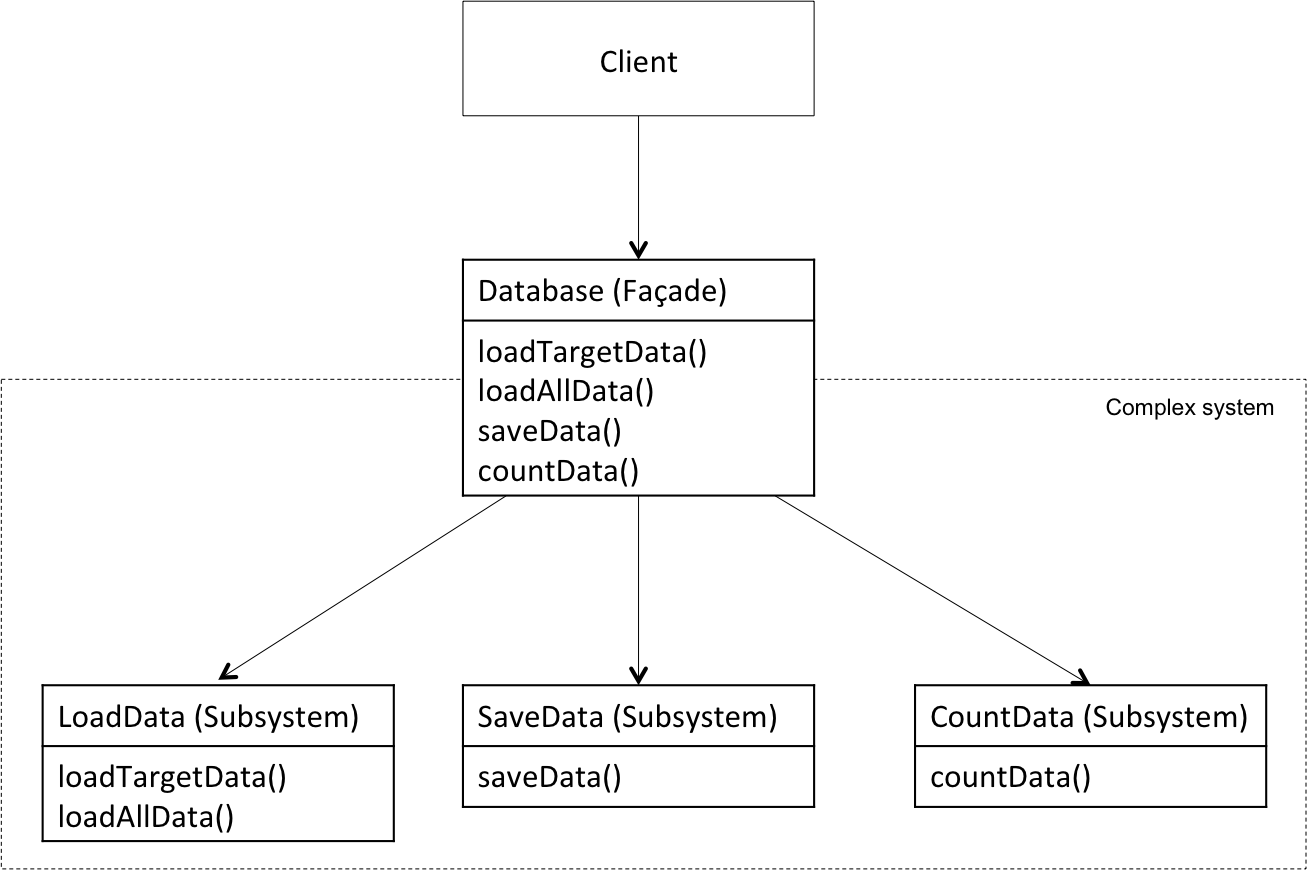 Client
Database (Façade)
loadTargetData()
loadAllData()
saveData()
countData()
Complex system
LoadData (Subsystem)
loadTargetData()
loadAllData()
SaveData (Subsystem)
saveData()
CountData (Subsystem)
countData()